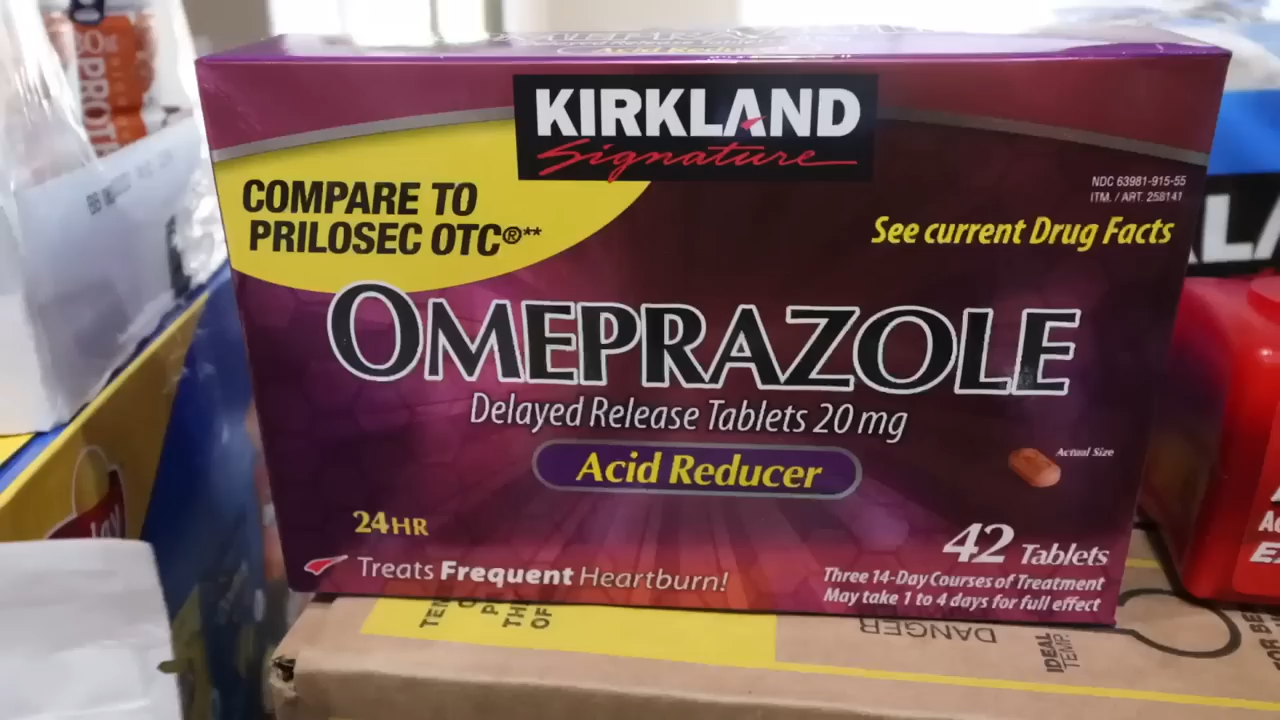 KIRKLAND
Signature
COMPARE TO
PRILOSEC OTC®**
NDC 63981-915-55
ITM. / ART. 258141
See current Drug Facts
OMEPRAZOLE
Delayed Release Tablets 20 mg
Acid Reducer
Actual Size
24HR
Treats Frequent Heartburn!
42 Tablets
Three 14-Day Courses of Treatment
May take 1 to 4 days for full effect
Acid Reducer
DANGER
IDEAL
TEMP.